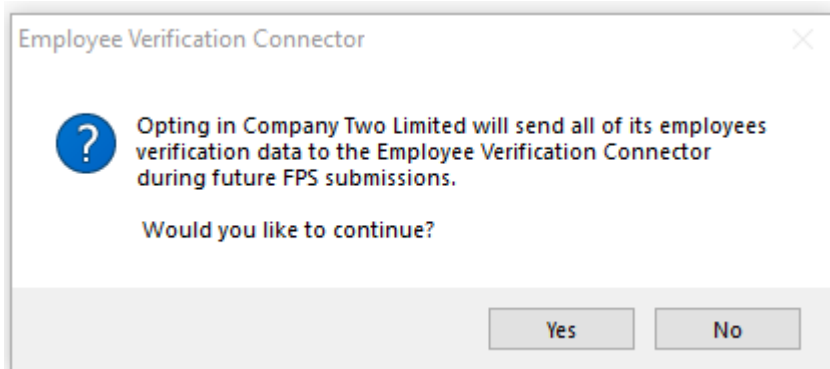 Employee Verification Connector
?
Opting in Company Two Limited will send all of its employees
verification data to the Employee Verification Connector
during future FPS submissions.
Would you like to continue?
Yes
No